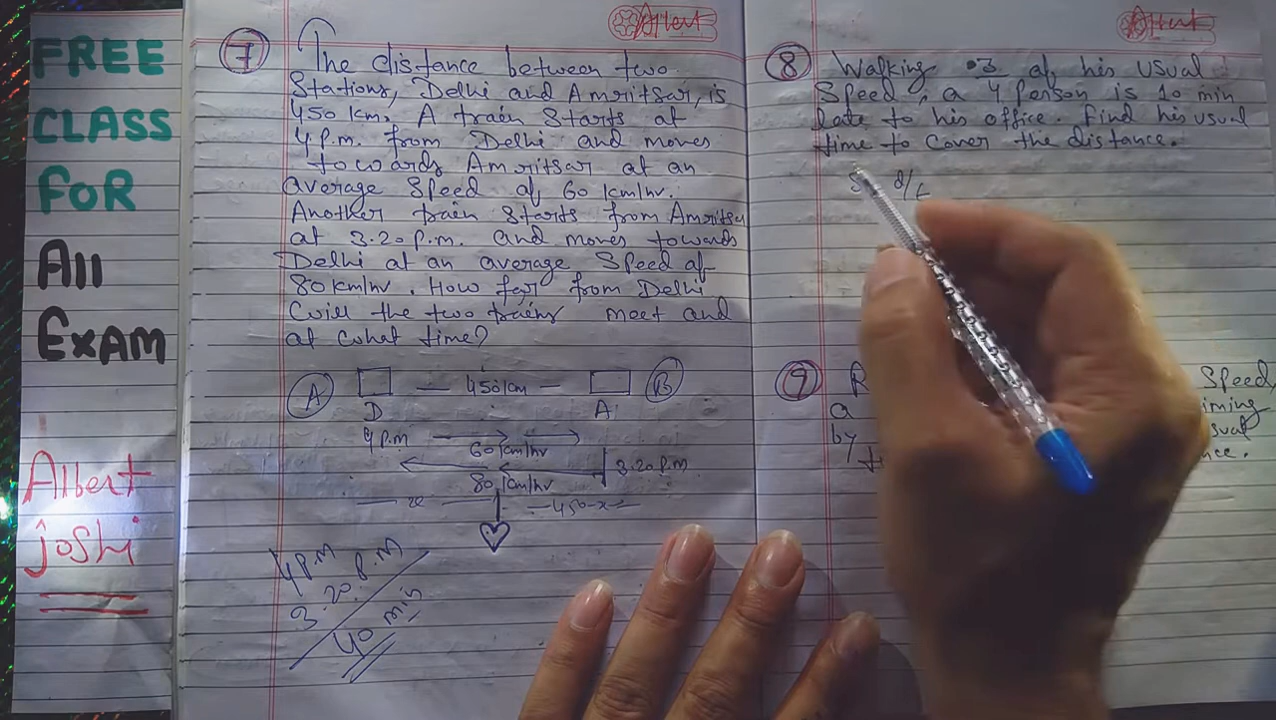 FREE
CLASS
FOR
All
ExAM
Albert
joshi
Albert
7 The distance between two
Stations, Delhi and Amritsar, is
450 km. A train starts at
4 p.m. from Delhi and moves
towards Amritsar at an
average Speed of 60 km/hr.
Another train starts from Amritsar
at 3.20 p.m. and moves towards
Delhi at an average Speed of
80 km/hr. How far from Delhi
will the two trains meet and
at what time?
A — 450 km — B
D A
4 P.M 60 km/hr
3.20 P.M
80 km/hr
x — 450-x —
4 P.M
3.20 P.M
40 min
Albert
8 Walking 3 of his usual
Speed, a 4 person is 10 min
late to his office. find his usual
time to cover the distance.
S d/t
9 R Speed,
a iming
by sual
nce.